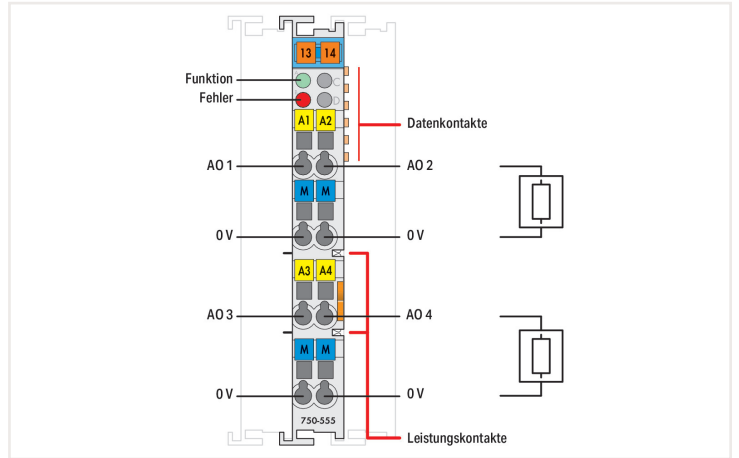 13 14
Funktion
C
Fehler
D
A1 A2
Datenkontakte
AO 1
AO 2
M M
0 V
0 V
A3 A4
AO 3
AO 4
M M
0 V
0 V
750-555
Leistungskontakte